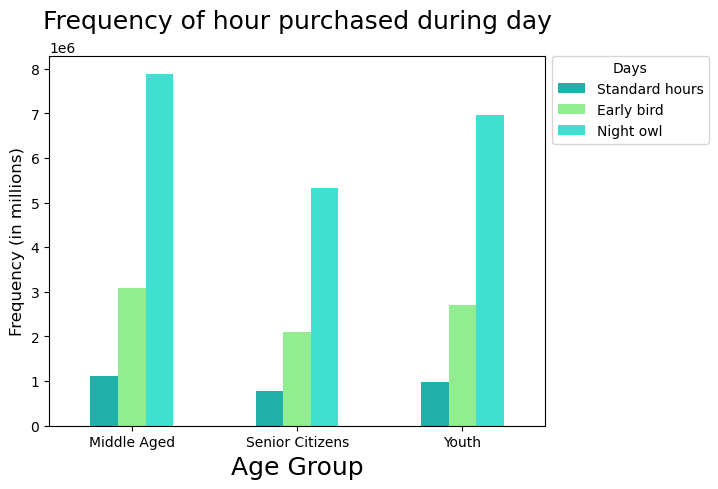 Frequency of hour purchased during day
1e6
8
7
6
5
4
3
2
1
0
Frequency (in millions)
Middle Aged
Senior Citizens
Youth
Age Group
Days
Standard hours
Early bird
Night owl